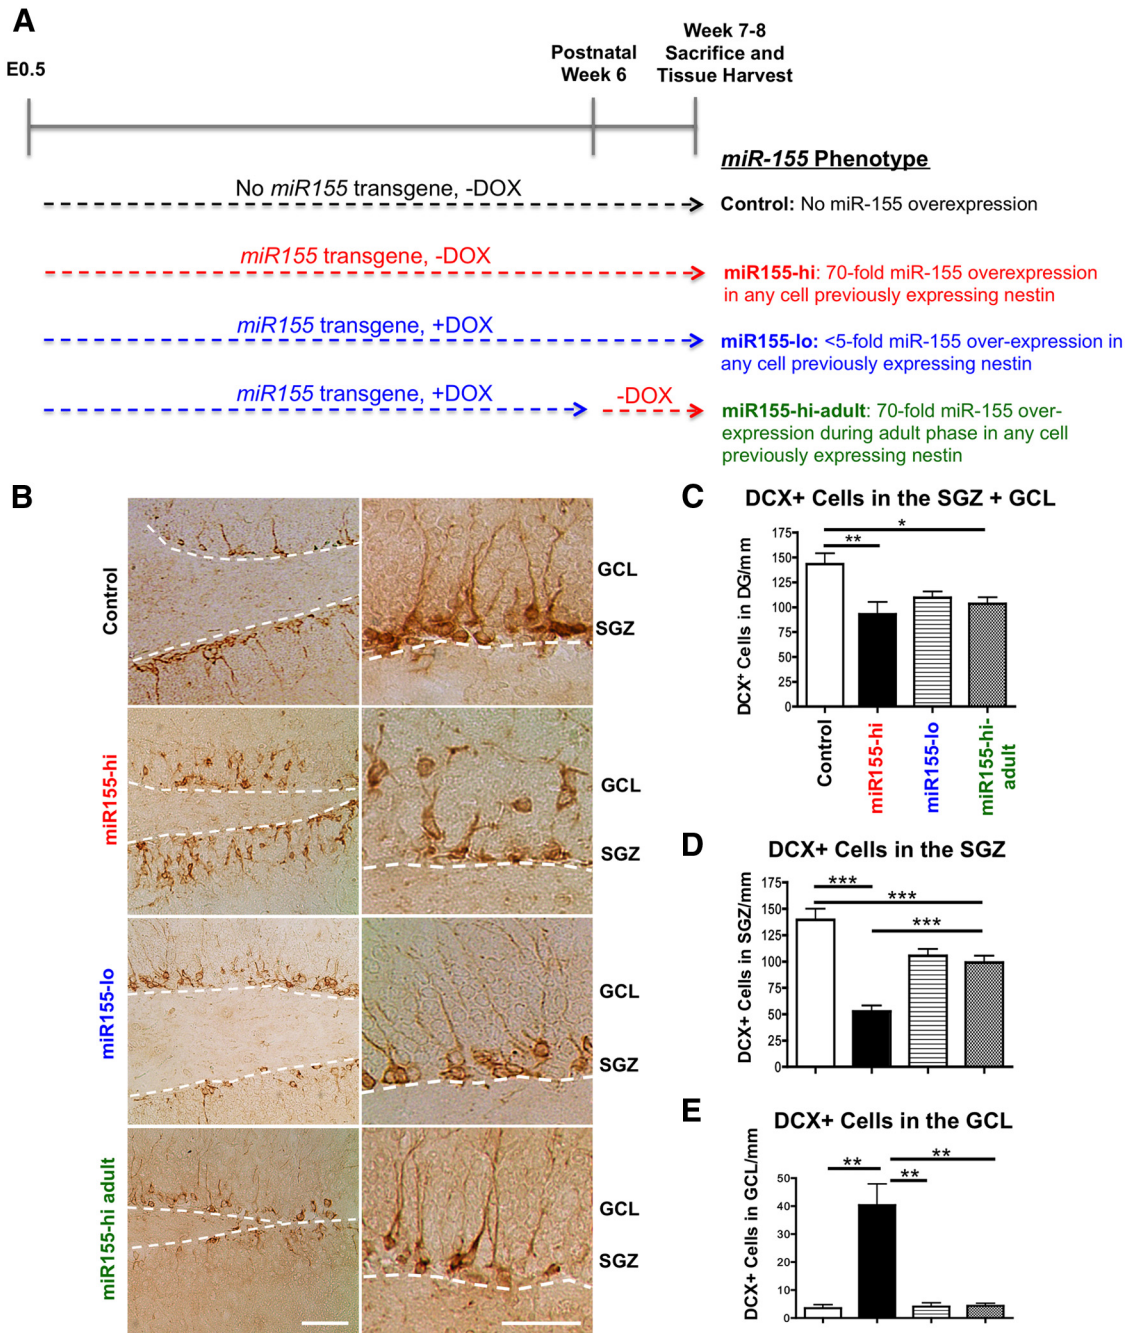 A
E0.5
Postnatal
Week 6
Week 7-8
Sacrifice and
Tissue Harvest
miR-155 Phenotype
No miR155 transgene, -DOX
Control: No miR-155 overexpression
miR155 transgene, -DOX
miR155-hi: 70-fold miR-155 overexpression
in any cell previously expressing nestin
miR155 transgene, +DOX
miR155-lo: <5-fold miR-155 over-expression in
any cell previously expressing nestin
miR155 transgene, +DOX
-DOX
miR155-hi-adult: 70-fold miR-155 over-
expression during adult phase in any cell
previously expressing nestin
B
Control
GCL
SGZ
miR155-hi
GCL
SGZ
miR155-lo
GCL
SGZ
miR155-hi adult
GCL
SGZ
C
DCX+ Cells in the SGZ + GCL
DCX+ Cells in DG/mm
175
150
125
100
75
50
25
0
*
**
Control
miR155-hi
miR155-lo
miR155-hi-
adult
D
DCX+ Cells in the SGZ
DCX+ Cells in SGZ/mm
175
150
125
100
75
50
25
0
***
***
***
E
DCX+ Cells in the GCL
DCX+ Cells in GCL/mm
50
40
30
20
10
0
**
**
**